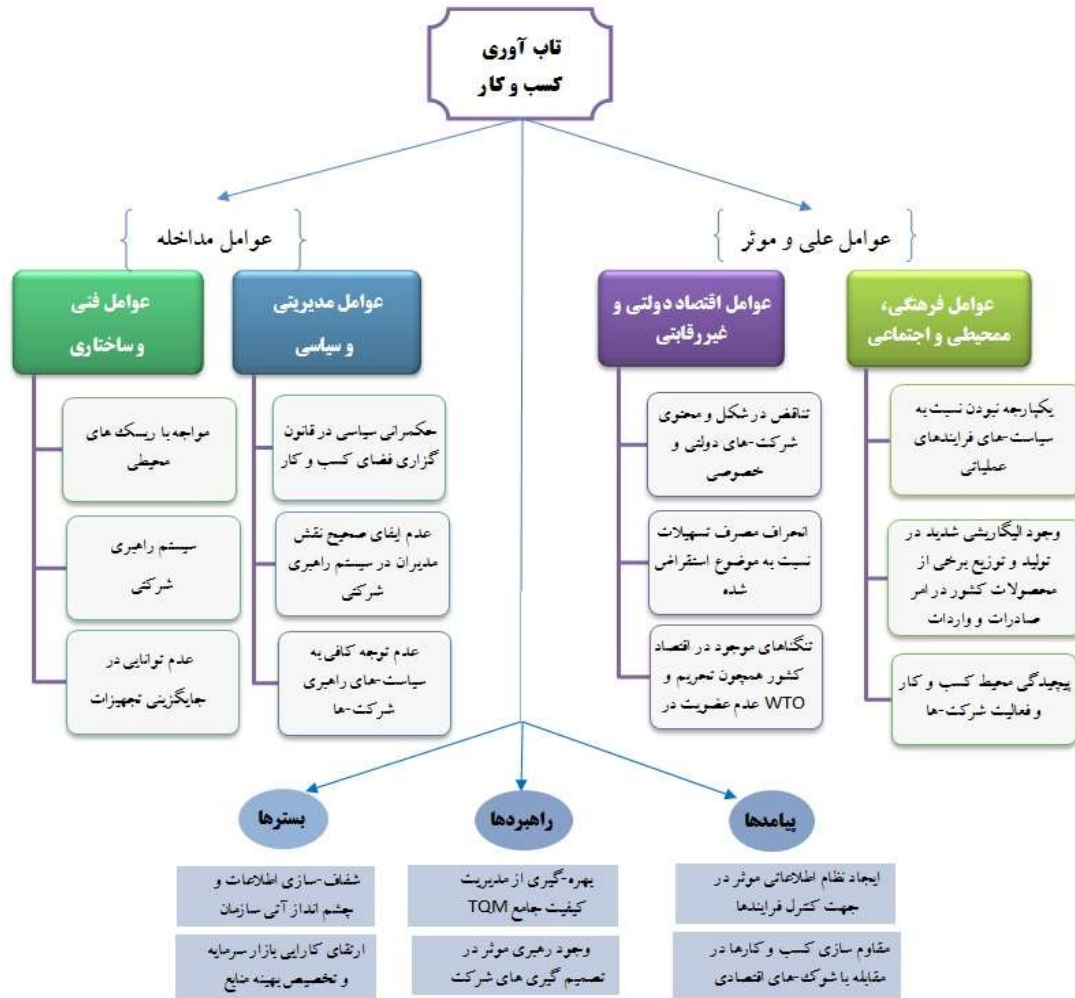 تاب آوری
کسب و کار
عوامل علی و موثر
عوامل مداخله
عوامل فرهنگی،
ممحیطی و اجتماعی
یکپارچه نبودن نسبت به
سیاست-های فرایندهای
عملیاتی
وجود الیگاریشی شدید در
تولید و توزیع برخی از
محصولات کشور در امر
صادرات و واردات
پیچیدگی محیط کسب و کار
و فعالیت شرکت-ها
عوامل اقتصاد دولتی و
غیررقابتی
تناقض در شکل و محتوی
شرکت-های دولتی و
خصوصی
انحراف مصرف تسهیلات
نسبت به موضوع استقراض
شده
تنگناهای موجود در اقتصاد
کشور همچون تحریم و
WTO عدم عضویت در
عوامل مدیریتی
و سیاسی
حکمرانی سیاسی در قانون
گزاری فضای کسب و کار
عدم ایفای صحیح نقش
مدیران در سیستم راهبری
شرکتی
عدم توجه کافی به
سیاست-های راهبری
شرکت-ها
عوامل فنی
و ساختاری
مواجه با ریسک های
محیطی
سیستم راهبری
شرکتی
عدم توانایی در
جایگزینی تجهیزات
پیامدها
ایجاد نظام اطلاعاتی موثر در
جهت کنترل فرایندها
مقاوم سازی کسب و کارها در
مقابله با شوک-های اقتصادی
راهبردها
بهره-گیری از مدیریت
کیفیت جامع TQM
وجود رهبری موثر در
تصمیم گیری های شرکت
بسترها
شفاف-سازی اطلاعات و
چشم انداز آتی سازمان
ارتقای کارایی بازار سرمایه
و تخصیص بهینه منابع